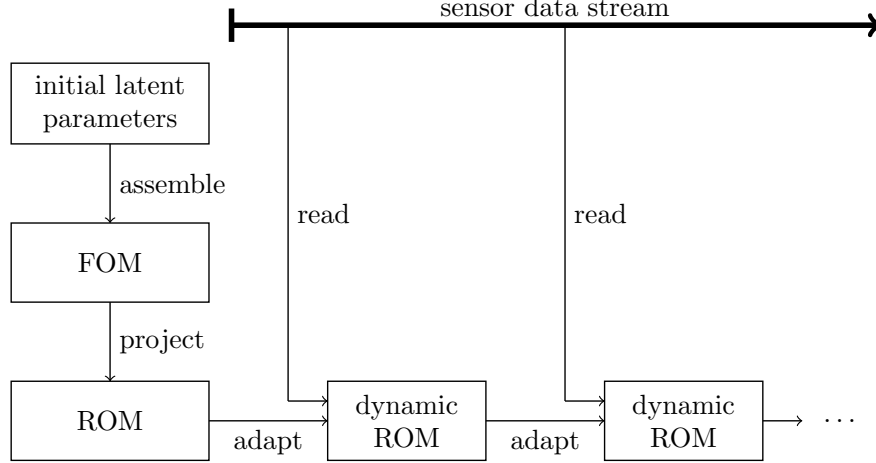 sensor data stream
initial latent
parameters
assemble
read
read
FOM
project
ROM
adapt
dynamic
ROM
adapt
dynamic
ROM
...